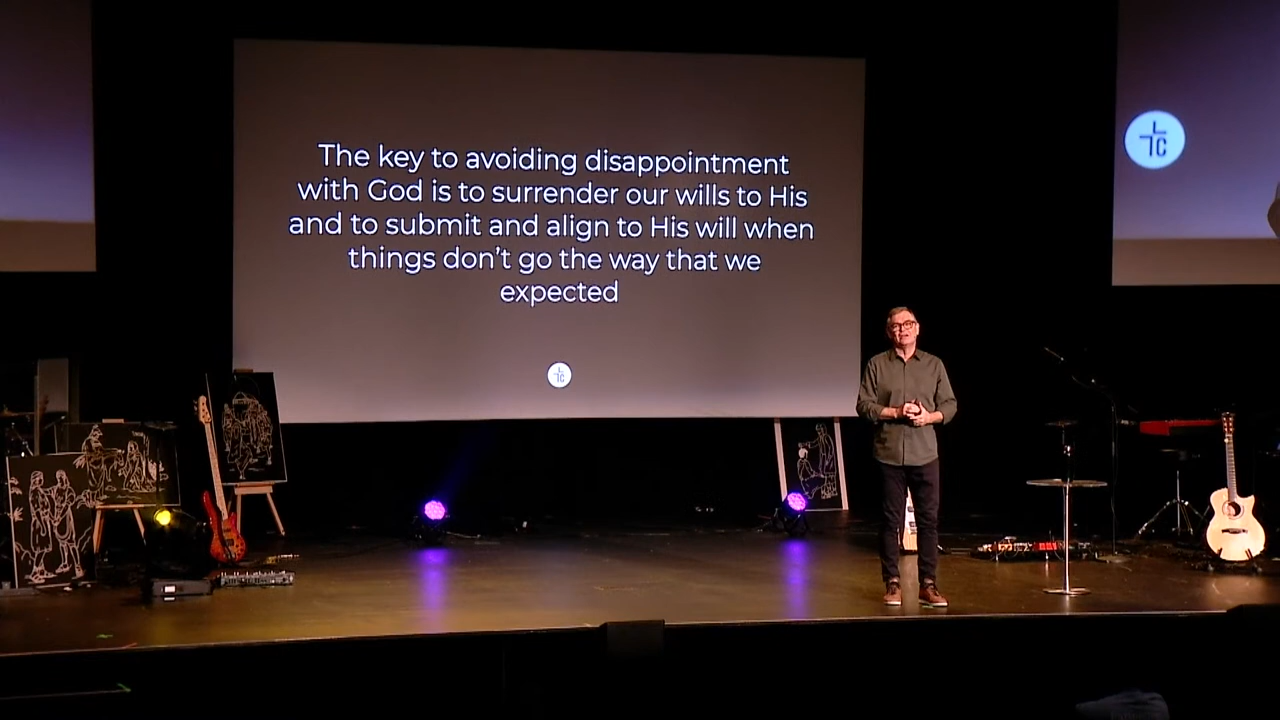 The key to avoiding disappointment
with God is to surrender our wills to His
and to submit and align to His will when
things don't go the way that we
expected
C
C